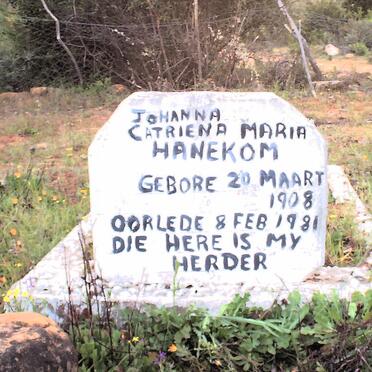 JOHANNA
CATRIENA MARIA
HANEKOM
GEBORE 20 MAART
1908
OORLEDE 8 FEB 1981
DIE HERE IS MY
HERDER